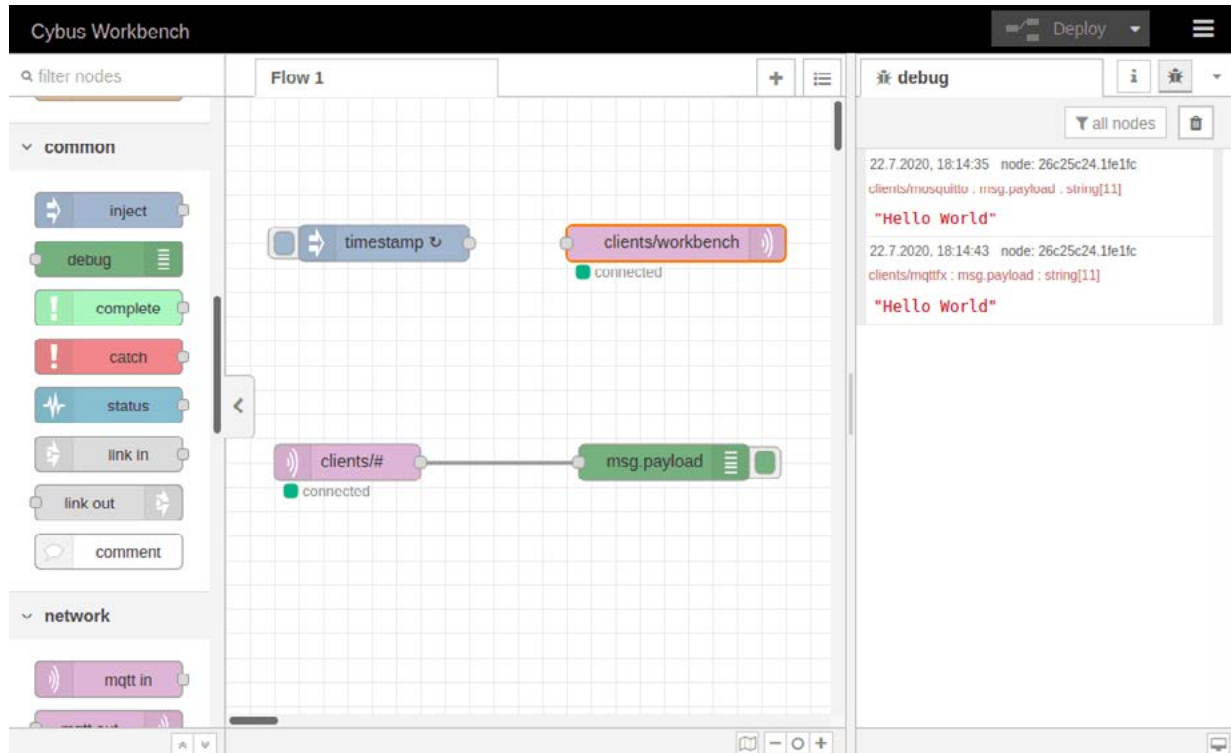 Cybus Workbench
Deploy
filter nodes
Flow 1
debug
i
all nodes
common
inject
debug
complete
catch
status
link in
link out
comment
network
mqtt in
mqtt out
timestamp ↻
clients/workbench
connected
clients/#
connected
msg.payload
22.7.2020, 18:14:35 node: 26c25c24.1fe1fc
clients/mosquitto : msg.payload : string[11]
"Hello World"
22.7.2020, 18:14:43 node: 26c25c24.1fe1fc
clients/mqttfx : msg.payload : string[11]
"Hello World"